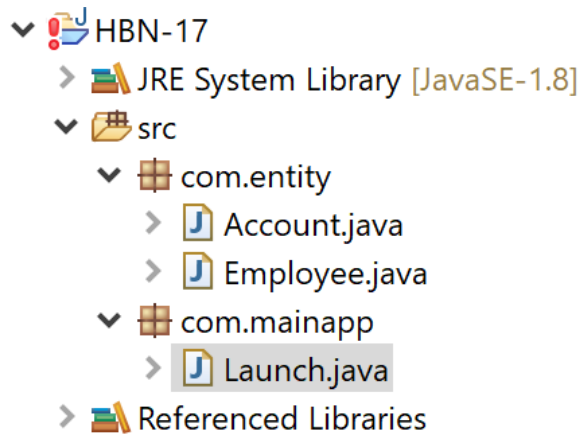 HBN-17
JRE System Library [JavaSE-1.8]
src
com.entity
Account.java
Employee.java
com.mainapp
Launch.java
Referenced Libraries